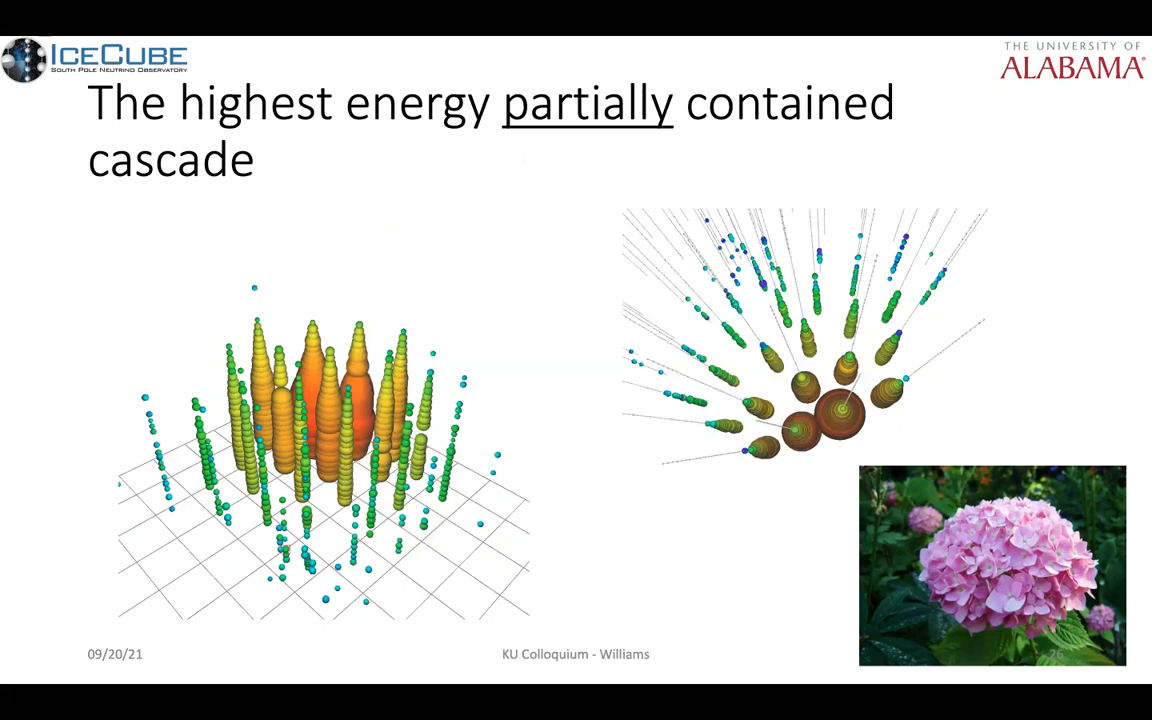 ICECUBE
SOUTH POLE NEUTRINO OBSERVATORY
THE UNIVERSITY OF
ALABAMA®
The highest energy partially contained
cascade
09/20/21
KU Colloquium - Williams
26